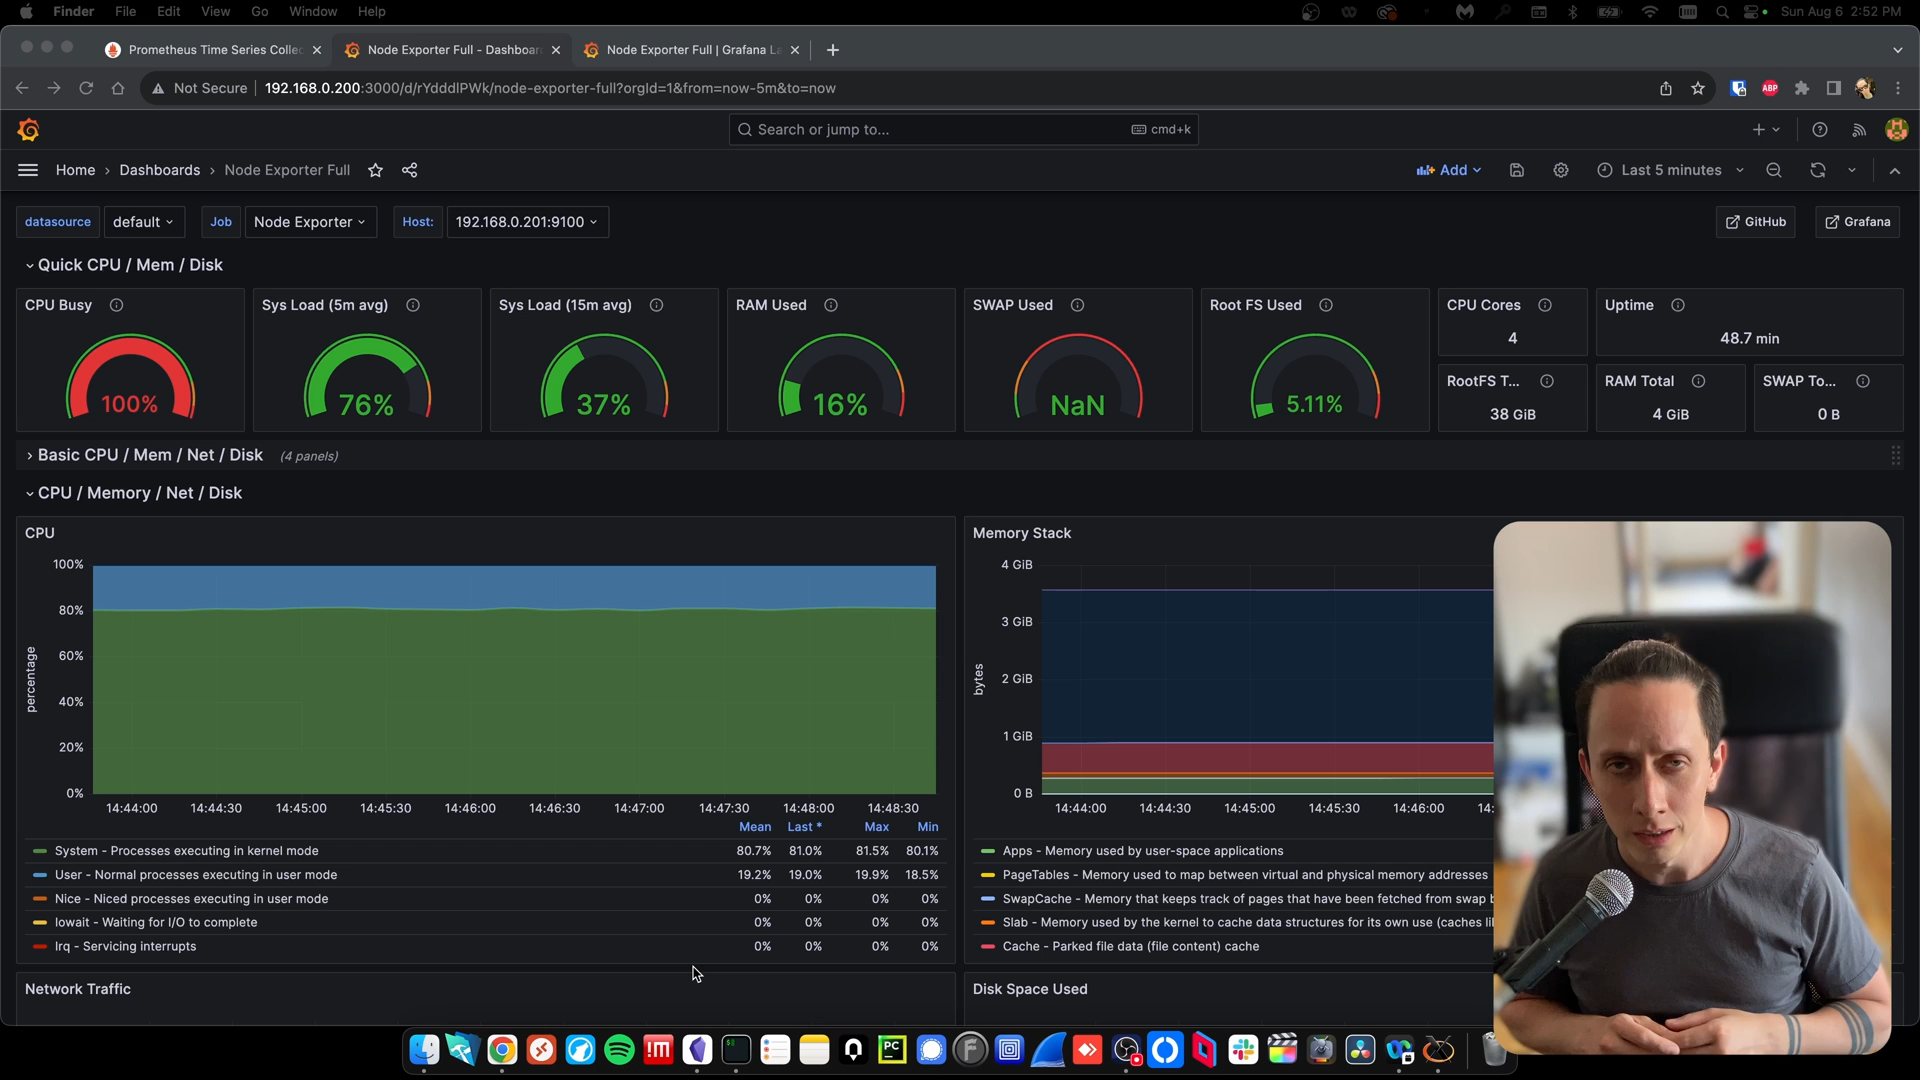 Finder File Edit View Go Window Help
Sun Aug 6 2:52 PM
Prometheus Time Series Collec
Node Exporter Full - Dashboar
Node Exporter Full | Grafana La
Not Secure 192.168.0.200:3000/d/rYdddlPWk/node-exporter-full?orgId=1&from=now-5m&to=now
ABP
Search or jump to... cmd+k
Home › Dashboards › Node Exporter Full
Add
Last 5 minutes
datasource default
Job Node Exporter
Host: 192.168.0.201:9100
GitHub
Grafana
Quick CPU / Mem / Disk
CPU Busy
100%
Sys Load (5m avg)
76%
Sys Load (15m avg)
37%
RAM Used
16%
SWAP Used
NaN
Root FS Used
5.11%
CPU Cores
4
Uptime
48.7 min
RootFS T...
38 GiB
RAM Total
4 GiB
SWAP To...
0 B
Basic CPU / Mem / Net / Disk (4 panels)
CPU / Memory / Net / Disk
CPU
percentage
100%
80%
60%
40%
20%
0%
14:44:00 14:44:30 14:45:00 14:45:30 14:46:00 14:46:30 14:47:00 14:47:30 14:48:00 14:48:30
Mean Last * Max Min
System - Processes executing in kernel mode 80.7% 81.0% 81.5% 80.1%
User - Normal processes executing in user mode 19.2% 19.0% 19.9% 18.5%
Nice - Niced processes executing in user mode 0% 0% 0% 0%
Iowait - Waiting for I/O to complete 0% 0% 0% 0%
Irq - Servicing interrupts 0% 0% 0% 0%
Memory Stack
bytes
4 GiB
3 GiB
2 GiB
1 GiB
0 B
14:44:00 14:44:30 14:45:00 14:45:30 14:46:00 14:
Apps - Memory used by user-space applications
PageTables - Memory used to map between virtual and physical memory addresses
SwapCache - Memory that keeps track of pages that have been fetched from swap b
Slab - Memory used by the kernel to cache data structures for its own use (caches li
Cache - Parked file data (file content) cache
Network Traffic
Disk Space Used
PC